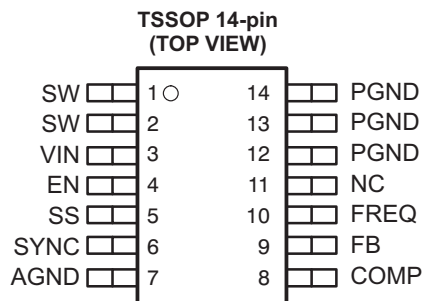 TSSOP 14-pin
(TOP VIEW)
SW 1 14 PGND
SW 2 13 PGND
VIN 3 12 PGND
EN 4 11 NC
SS 5 10 FREQ
SYNC 6 9 FB
AGND 7 8 COMP